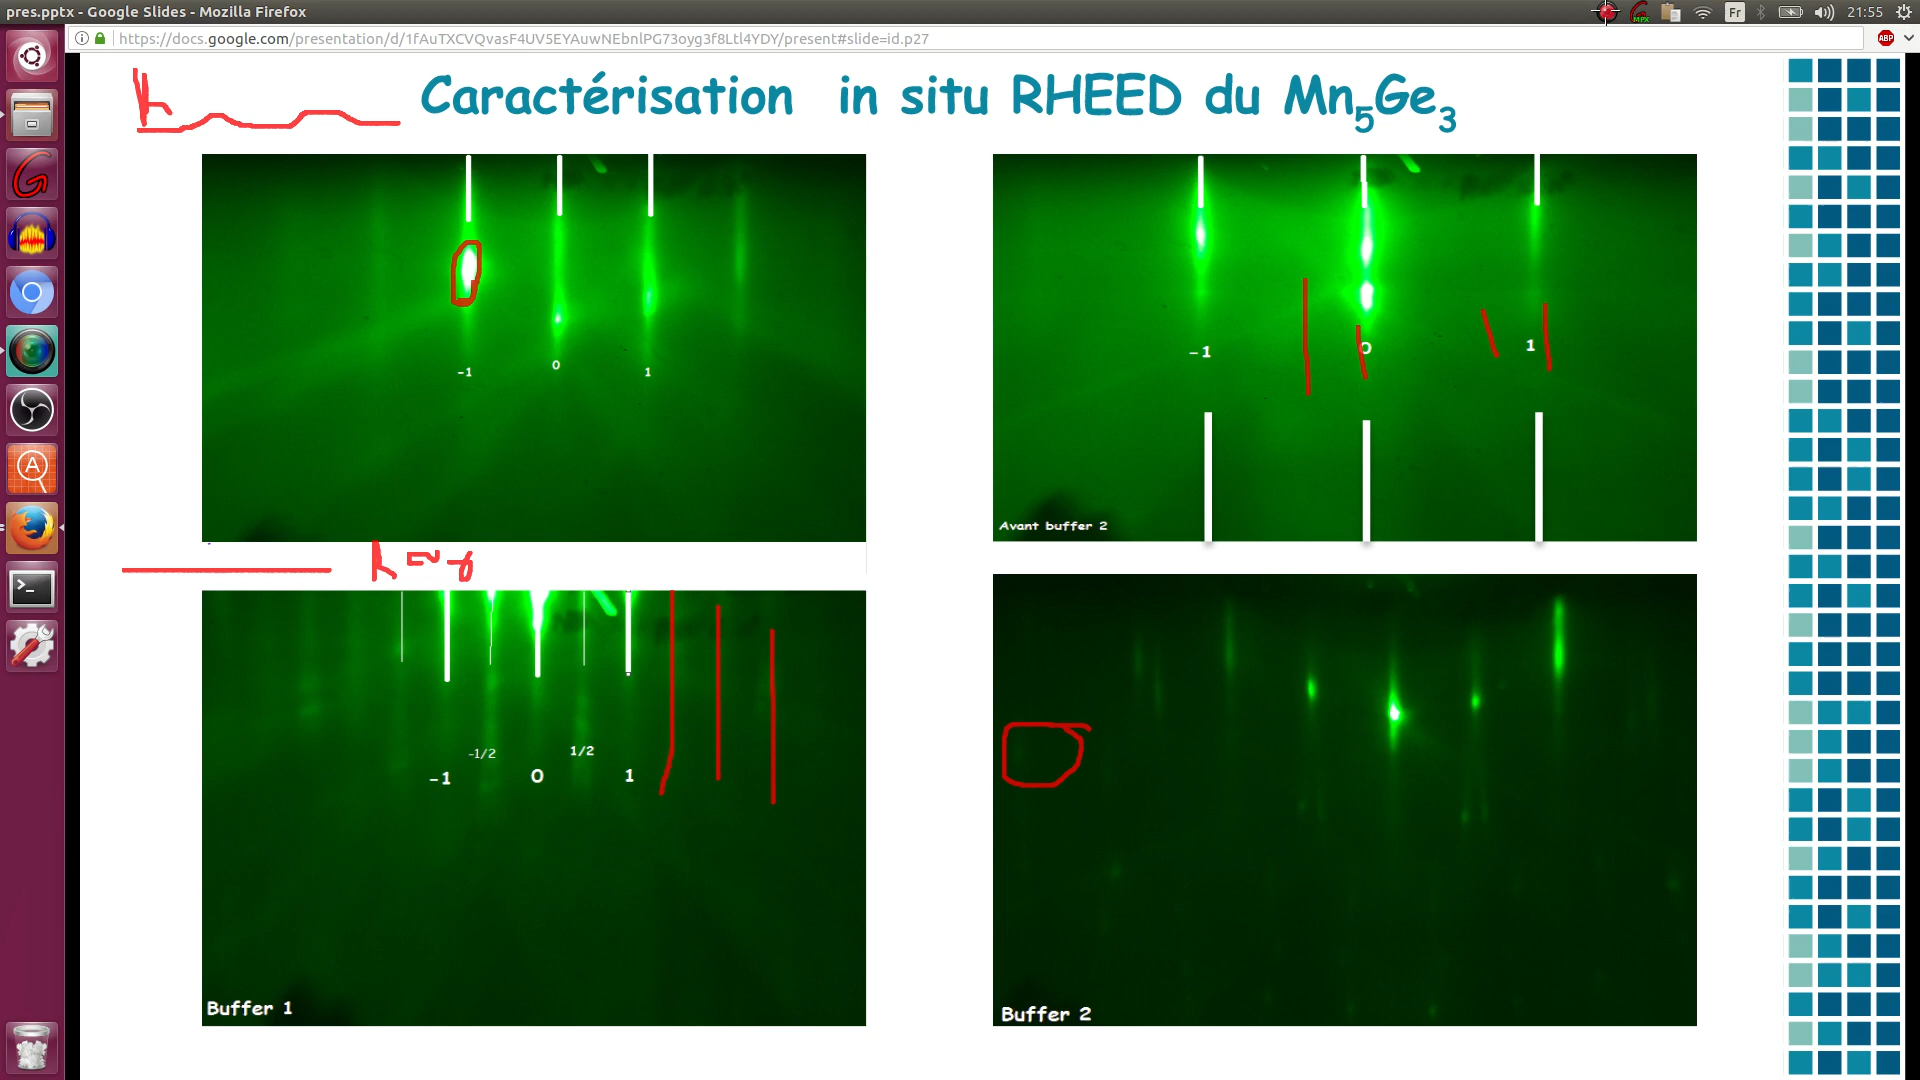 pres.pptx - Google Slides - Mozilla Firefox
Fr
21:55
https://docs.google.com/presentation/d/1fAuTXCVQvasF4UV5EYAuwNEbnlPG73oyg3f8Ltl4YDY/present#slide=id.p27
ABP
Caractérisation in situ RHEED du Mn5Ge3
-1
0
1
-1
0
1
Avant buffer 2
-1
-1/2
0
1/2
1
Buffer 1
Buffer 2